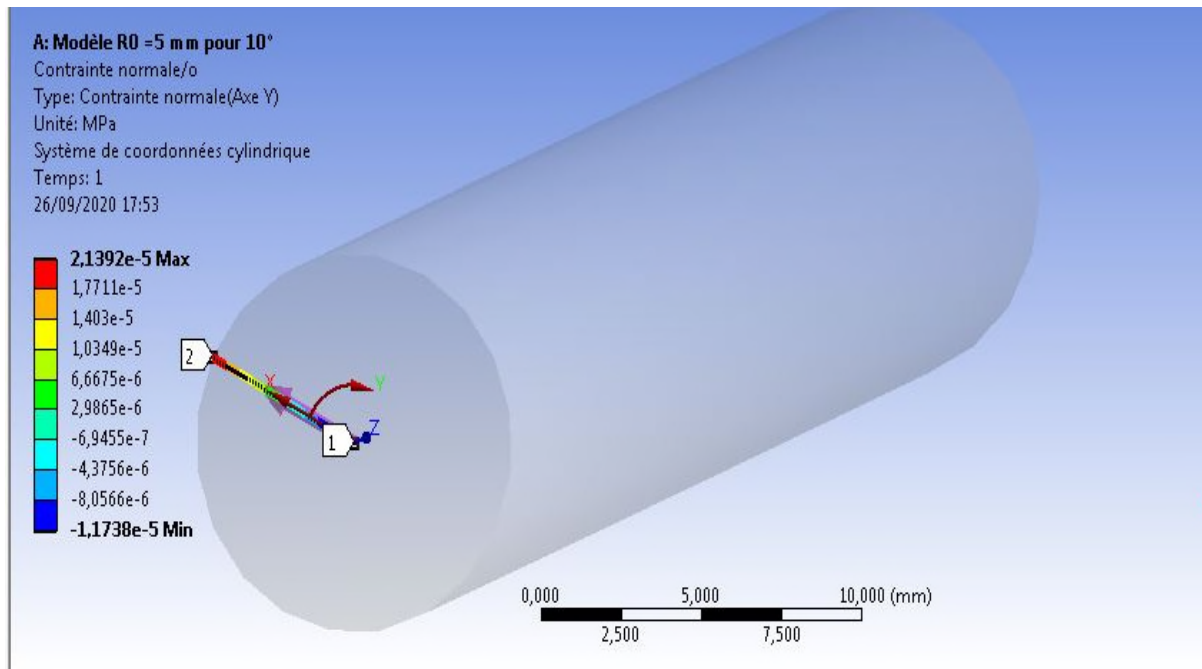 A: Modèle R0 =5 mm pour 10°
Contrainte normale/o
Type: Contrainte normale(Axe Y)
Unité: MPa
Système de coordonnées cylindrique
Temps: 1
26/09/2020 17:53
2,1392e-5 Max
1,7711e-5
1,403e-5
1,0349e-5
6,6675e-6
2,9865e-6
-6,9455e-7
-4,3756e-6
-8,0566e-6
-1,1738e-5 Min
2
X
Y
1
Z
0,000 5,000 10,000 (mm)
2,500 7,500